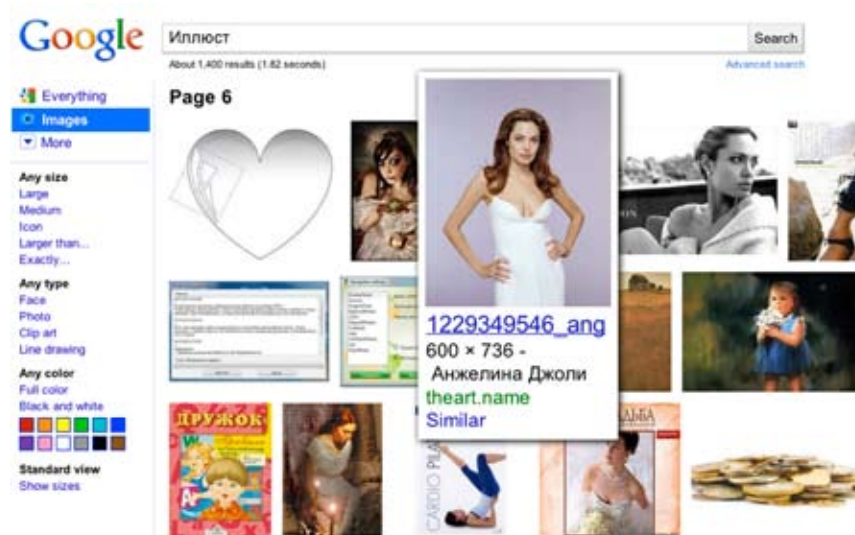 Google
Иллюст
Search
About 1,400 results (1.62 seconds)
Advanced search
Everything
Images
More
Any size
Large
Medium
Icon
Larger than...
Exactly...
Any type
Face
Photo
Clip art
Line drawing
Any color
Full color
Black and white
Standard view
Show sizes
Page 6
1229349546_ang
600 × 736 -
Анжелина Джоли
theart.name
Similar
ДРУЖОК
CARDIO